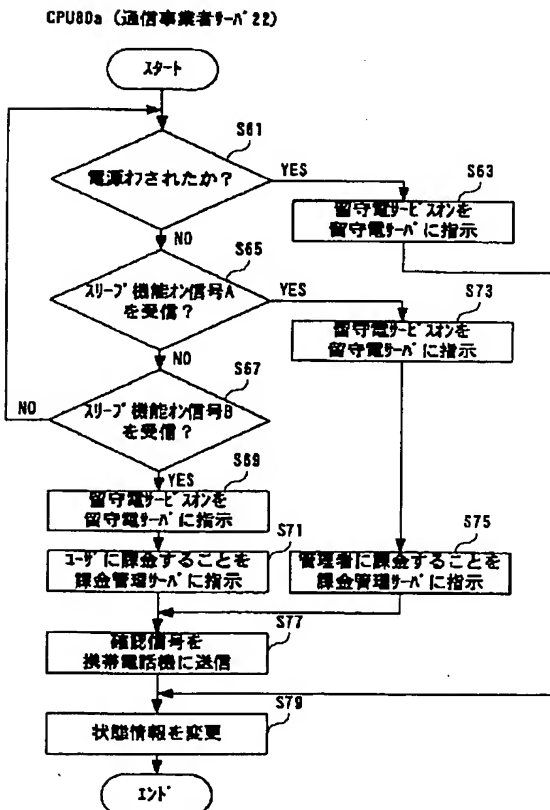 CPU80a (通信事業者ｻｰﾊﾞ22)
ｽﾀｰﾄ
S61
電源ｵﾌされたか?
YES
S63
留守電ｻｰﾋﾞｽｵﾝを
留守電ｻｰﾊﾞに指示
NO
S65
ｽﾘｰﾌﾟ機能ｵﾝ信号A
を受信?
YES
S73
留守電ｻｰﾋﾞｽｵﾝを
留守電ｻｰﾊﾞに指示
NO
S67
ｽﾘｰﾌﾟ機能ｵﾝ信号B
を受信?
NO
YES
S69
留守電ｻｰﾋﾞｽｵﾝを
留守電ｻｰﾊﾞに指示
S71
ﾕｰｻﾞに課金することを
課金管理ｻｰﾊﾞに指示
S75
管理者に課金することを
課金管理ｻｰﾊﾞに指示
S77
確認信号を
携帯電話機に送信
S79
状態情報を変更
ｴﾝﾄﾞ